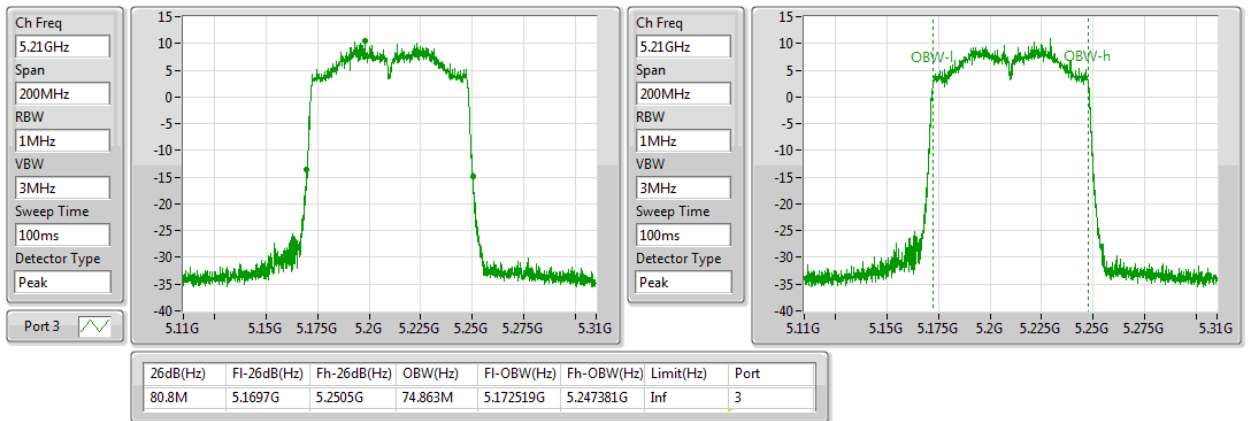 Ch Freq
5.21GHz
Span
200MHz
RBW
1MHz
VBW
3MHz
Sweep Time
100ms
Detector Type
Peak
Port 3
15
10
5
0
-5
-10
-15
-20
-25
-30
-35
-40
5.11G 5.15G 5.175G 5.2G 5.225G 5.25G 5.275G 5.31G
Ch Freq
5.21GHz
Span
200MHz
RBW
1MHz
VBW
3MHz
Sweep Time
100ms
Detector Type
Peak
15
10
5
0
-5
-10
-15
-20
-25
-30
-35
-40
OBW-l OBW-h
5.11G 5.15G 5.175G 5.2G 5.225G 5.25G 5.275G 5.31G
26dB(Hz) Fl-26dB(Hz) Fh-26dB(Hz) OBW(Hz) Fl-OBW(Hz) Fh-OBW(Hz) Limit(Hz) Port
80.8M 5.1697G 5.2505G 74.863M 5.172519G 5.247381G Inf 3